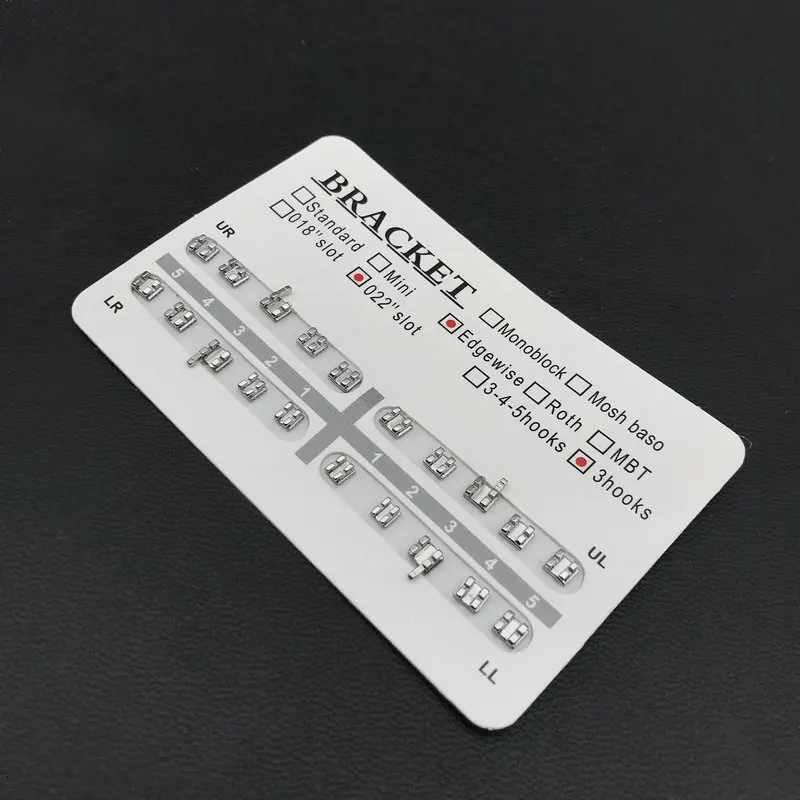 BRACKET
Standard Mini Monoblock Mosh baso
018"slot 022"slot Edgewise Roth MBT
3-4-5hooks 3hooks
UR UL
5 4 3 2 1 1 2 3 4 5
LR LL